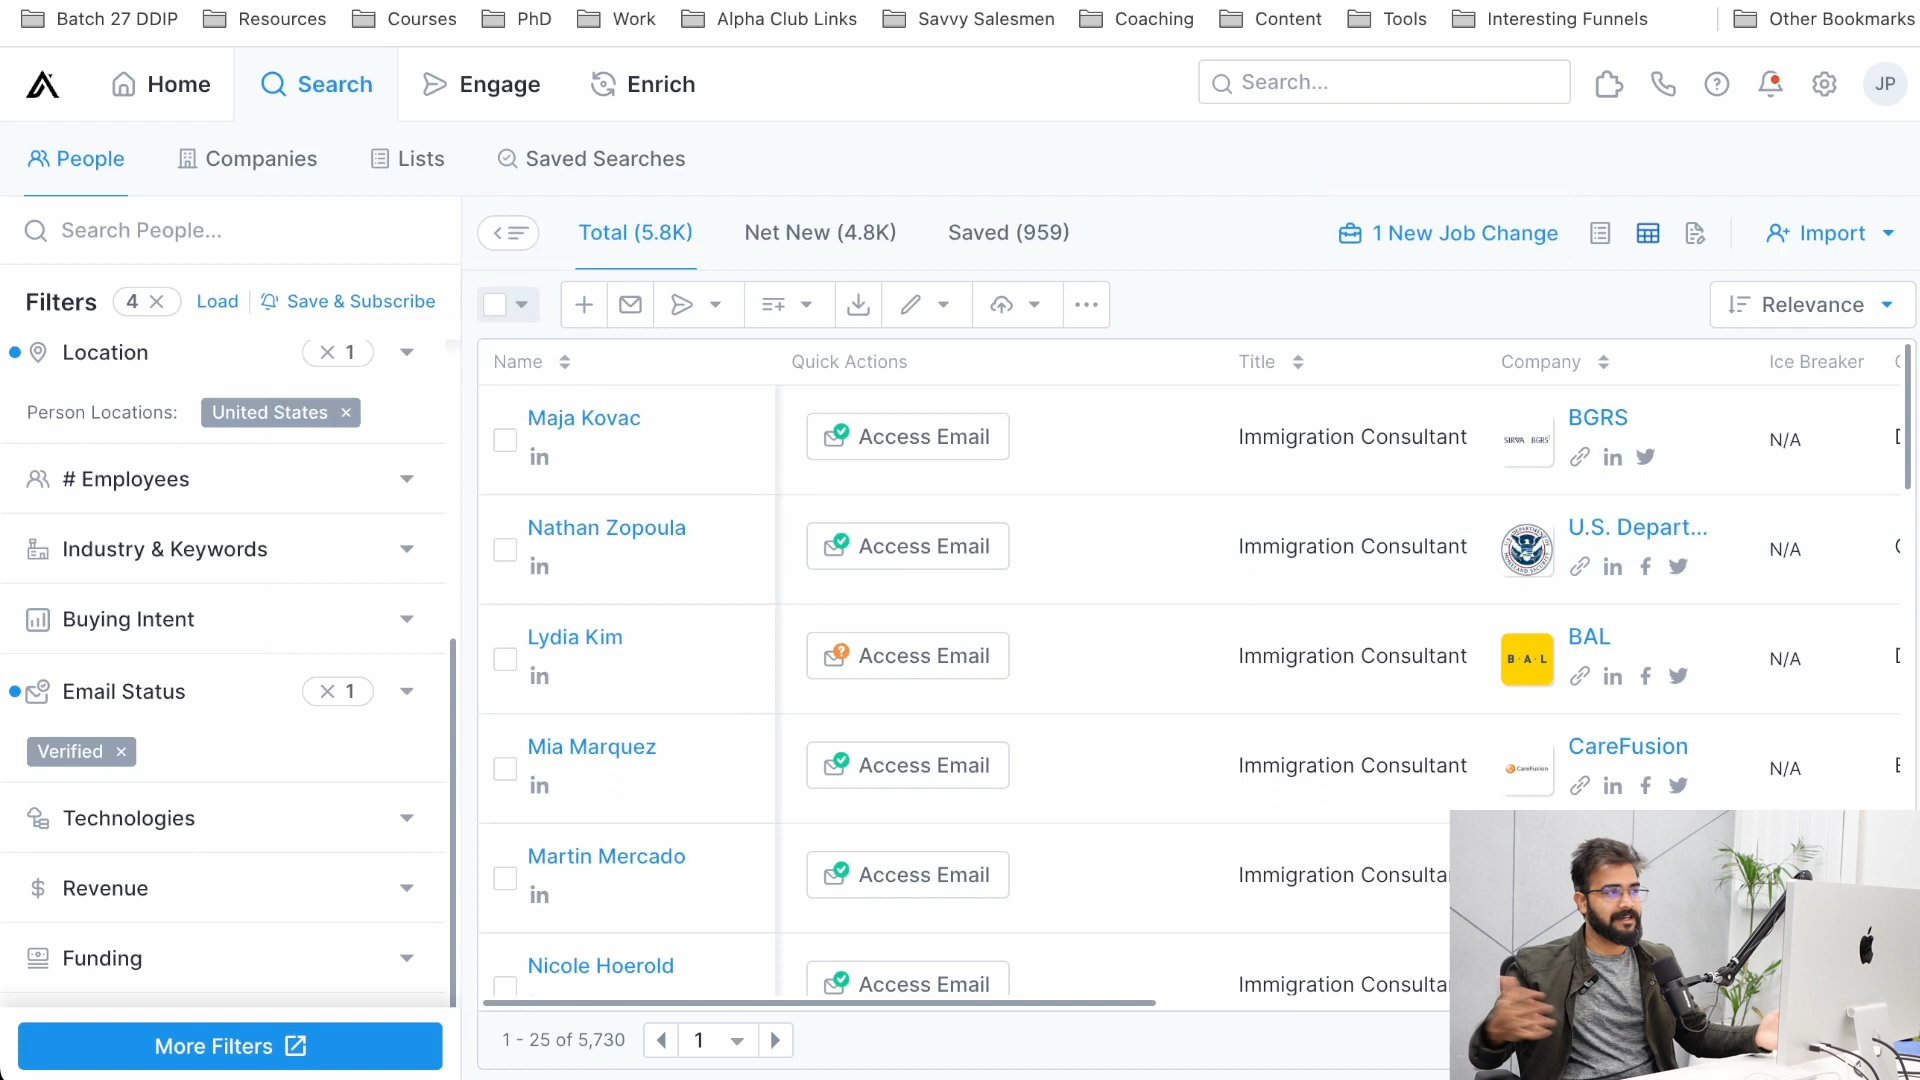 Batch 27 DDIP Resources Courses PhD Work Alpha Club Links Savvy Salesmen Coaching Content Tools Interesting Funnels Other Bookmarks
Home Search Engage Enrich Search... JP
People Companies Lists Saved Searches
Search People...
Total (5.8K) Net New (4.8K) Saved (959) 1 New Job Change Import
Filters 4 Load Save & Subscribe
Relevance
Location 1
Person Locations: United States
# Employees
Industry & Keywords
Buying Intent
Email Status 1
Verified
Technologies
Revenue
Funding
More Filters
Name Quick Actions Title Company Ice Breaker
Maja Kovac Access Email Immigration Consultant SIRVA BGRS BGRS N/A
Nathan Zopoula Access Email Immigration Consultant U.S. Depart... N/A
Lydia Kim Access Email Immigration Consultant B·A·L BAL N/A
Mia Marquez Access Email Immigration Consultant CareFusion CareFusion N/A
Martin Mercado Access Email Immigration Consulta
Nicole Hoerold Access Email Immigration Consulta
1 - 25 of 5,730 1